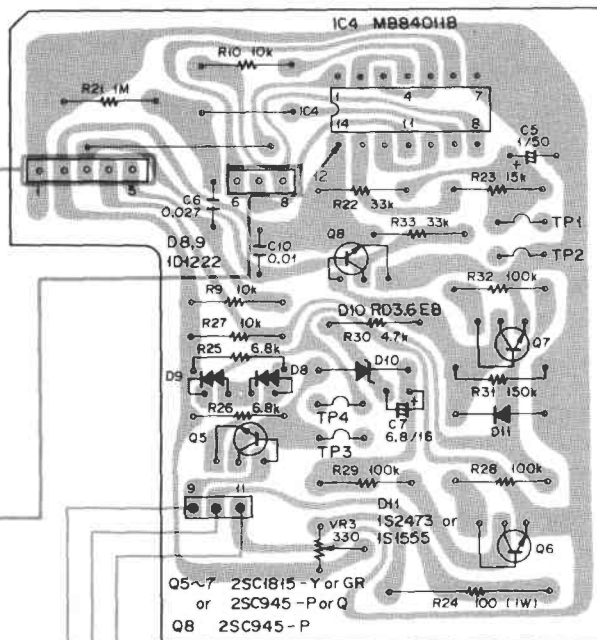 IC4 MB84011B
R10 10k
R21 1M
IC4
1 4 7
14 11 8
C5
1/50
+
1 5
6 8
12
R22 33k
R23 15k
C6
0.027
R33 33k
TP1
Q8
D8,9
1D1222
C10
0.01
TP2
R32 100k
R9 10k
D10 RD3.6EB
R27 10k
R30 4.7k
Q7
R25 6.8k
D10
D9
D8
R31 150k
R26 6.8k
TP4
+
C7
6.8/16
D11
Q5
TP3
R29 100k
R28 100k
9 11
D11
1S2473 or
1S1555
VR3
330
Q6
Q5~7 2SC1815-Y or GR
or 2SC945-P or Q
R24 100 (1W)
Q8 2SC945-P